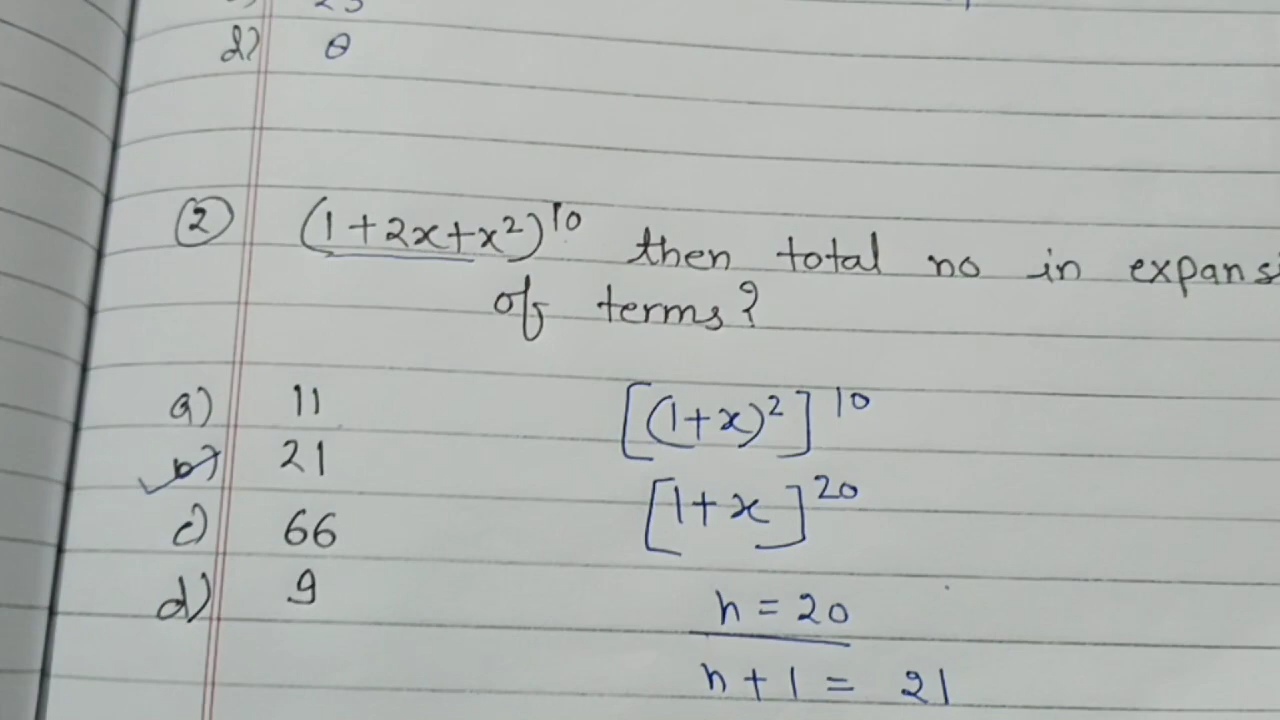 d) θ
② (1+2x+x²)¹⁰ then total no in expans
of terms?
a) 11
b) 21
c) 66
d) 9
[(1+x)²]¹⁰
[1+x]²⁰
n = 20
n + 1 = 21